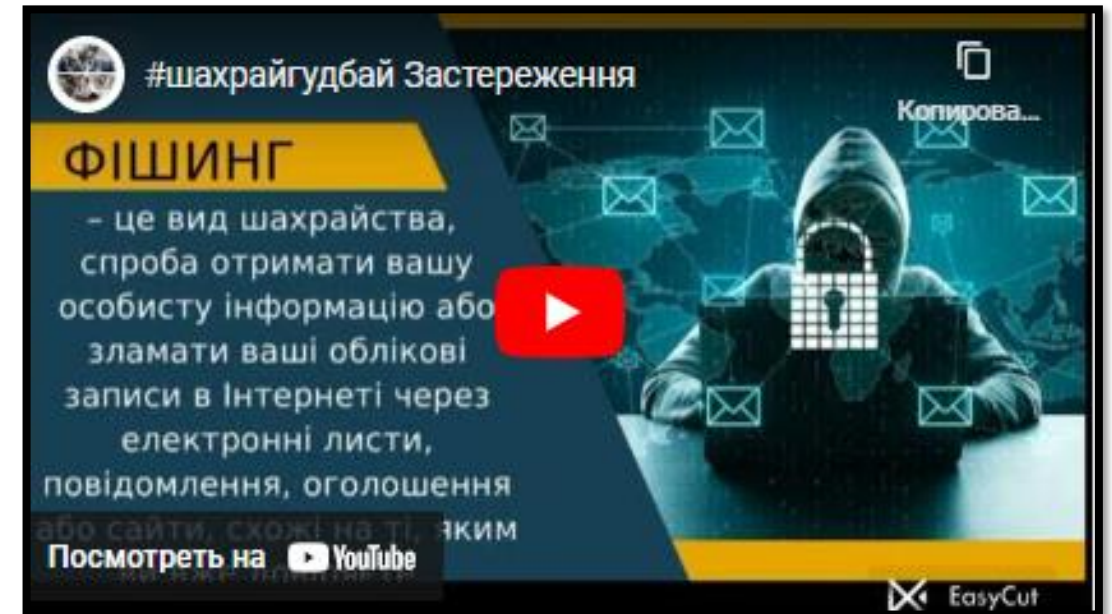 #шахрайгудбай Застереження
Копирова...
ФІШИНГ
– це вид шахрайства,
спроба отримати вашу
особисту інформацію або
зламати ваші облікові
записи в Інтернеті через
електронні листи,
повідомлення, оголошення
або сайти, схожі на ті, яким
Посмотреть на YouTube
EasyCut